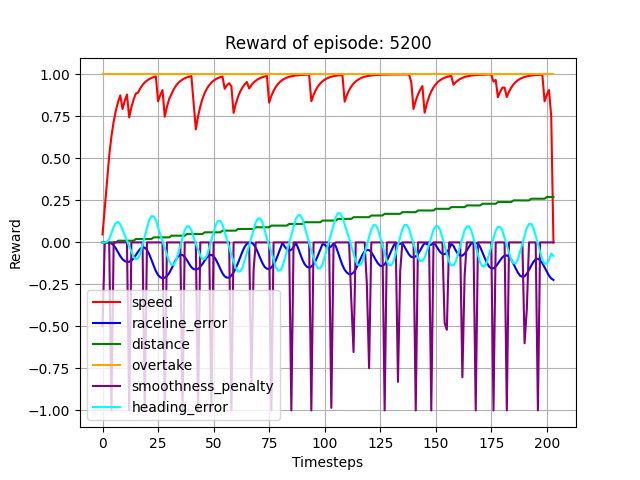 Reward of episode: 5200
Reward
1.00
0.75
0.50
0.25
0.00
−0.25
−0.50
−0.75
−1.00
speed
raceline_error
distance
overtake
smoothness_penalty
heading_error
0 25 50 75 100 125 150 175 200
Timesteps